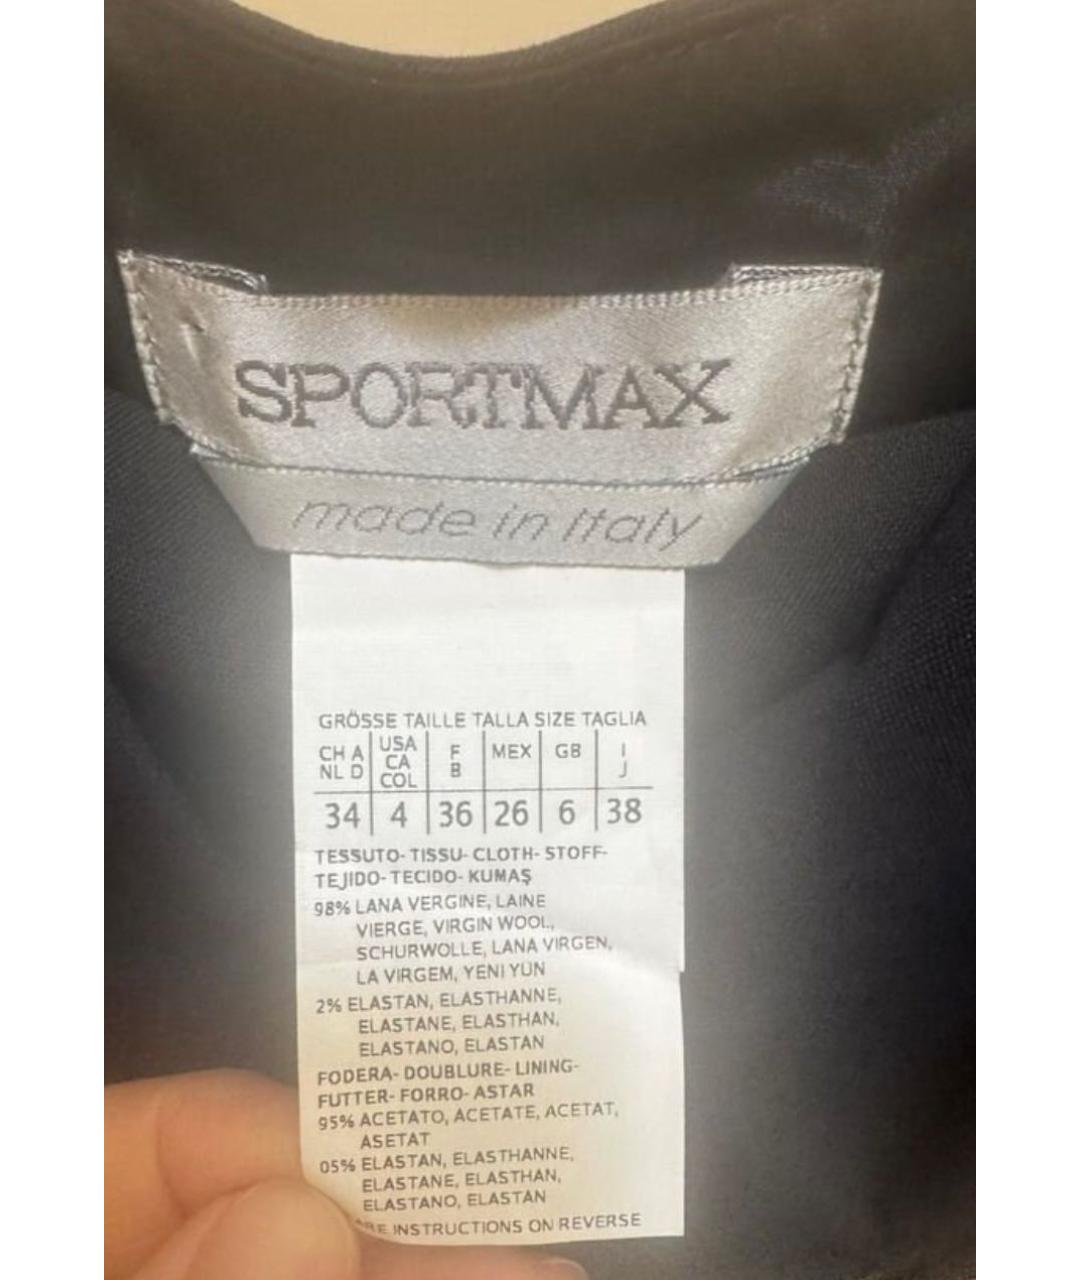 SPORTMAX
made in Italy
GRÖSSE TAILLE TALLA SIZE TAGLIA
CH A NL D USA CA COL F B MEX GB I J
34 4 36 26 6 38
TESSUTO- TISSU- CLOTH- STOFF-
TEJIDO- TECIDO- KUMAŞ
98% LANA VERGINE, LAINE
VIERGE, VIRGIN WOOL,
SCHURWOLLE, LANA VIRGEN,
LA VIRGEM, YENI YÜN
2% ELASTAN, ELASTHANNE,
ELASTANE, ELASTHAN,
ELASTANO, ELASTAN
FODERA- DOUBLURE- LINING-
FUTTER- FORRO- ASTAR
95% ACETATO, ACETATE, ACETAT,
ASETAT
05% ELASTAN, ELASTHANNE,
ELASTANE, ELASTHAN,
ELASTANO, ELASTAN
INSTRUCTIONS ON REVERSE